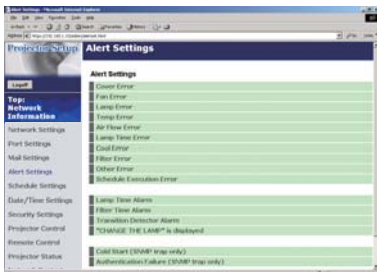 Alert Settings - Microsoft Internet Explorer
Projector Setup
Alert Settings
Logoff
Top:
Network
Information
Network Settings
Port Settings
Mail Settings
Alert Settings
Schedule Settings
Date/Time Settings
Security Settings
Projector Control
Remote Control
Projector Status
Alert Settings
Cover Error
Fan Error
Lamp Error
Temp Error
Air Flow Error
Lamp Time Error
Cool Error
Filter Error
Other Error
Schedule Execution Error
Lamp Time Alarm
Filter Time Alarm
Transition Detector Alarm
"CHANGE THE LAMP" is displayed
Cold Start (SNMP trap only)
Authentication Failure (SNMP trap only)